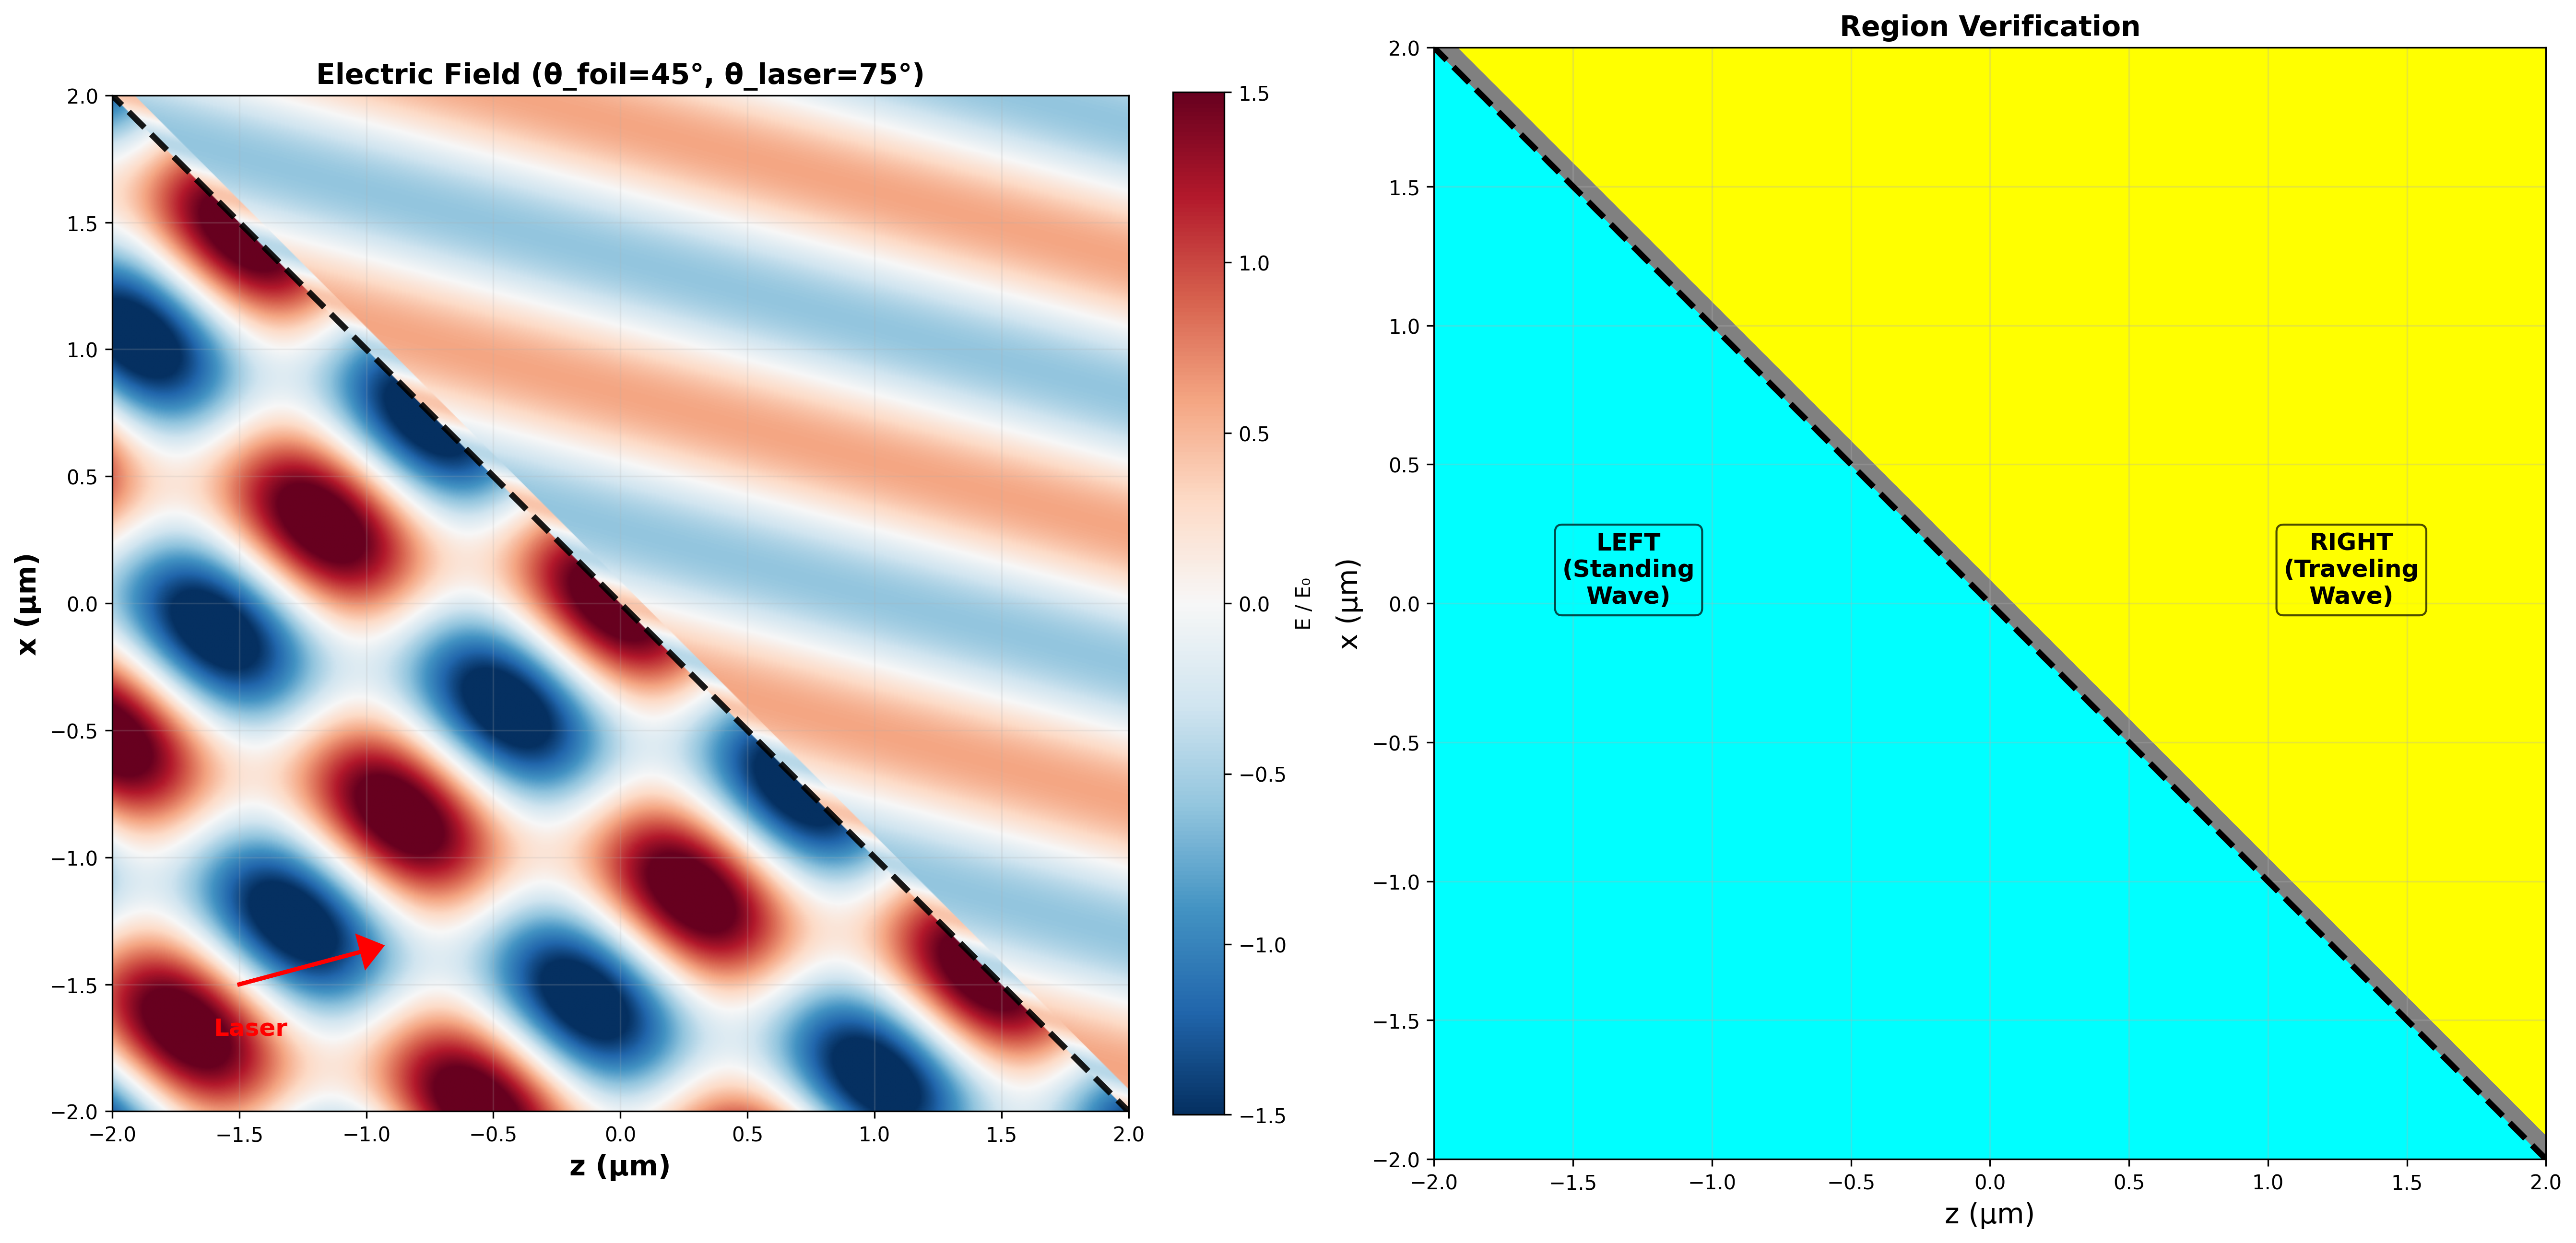 Electric Field (θ_foil=45°, θ_laser=75°)
2.0
1.5
1.0
0.5
0.0
−0.5
−1.0
−1.5
−2.0
x (μm)
Laser
−2.0 −1.5 −1.0 −0.5 0.0 0.5 1.0 1.5 2.0
z (μm)
1.5
1.0
0.5
0.0
−0.5
−1.0
−1.5
E / E₀
Region Verification
2.0
1.5
1.0
0.5
0.0
−0.5
−1.0
−1.5
−2.0
x (μm)
LEFT
(Standing
Wave)
RIGHT
(Traveling
Wave)
−2.0 −1.5 −1.0 −0.5 0.0 0.5 1.0 1.5 2.0
z (μm)